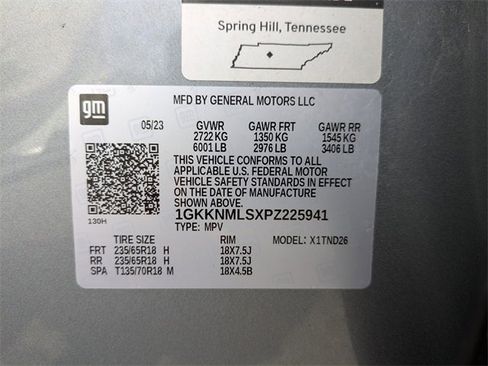 Spring Hill, Tennessee
gm
MFD BY GENERAL MOTORS LLC
05/23 GVWR GAWR FRT GAWR RR
2722 KG 1350 KG 1545 KG
6001 LB 2976 LB 3406 LB
THIS VEHICLE CONFORMS TO ALL
APPLICABLE U.S. FEDERAL MOTOR
VEHICLE SAFETY STANDARDS IN EFFECT
ON THE DATE OF MANUFACTURE
SHOWN ABOVE.
1GKKNMLSXPZ225941
130H
TYPE: MPV
TIRE SIZE RIM MODEL: X1TND26
FRT 235/65R18 H 18X7.5J
RR 235/65R18 H 18X7.5J
SPA T135/70R18 M 18X4.5B